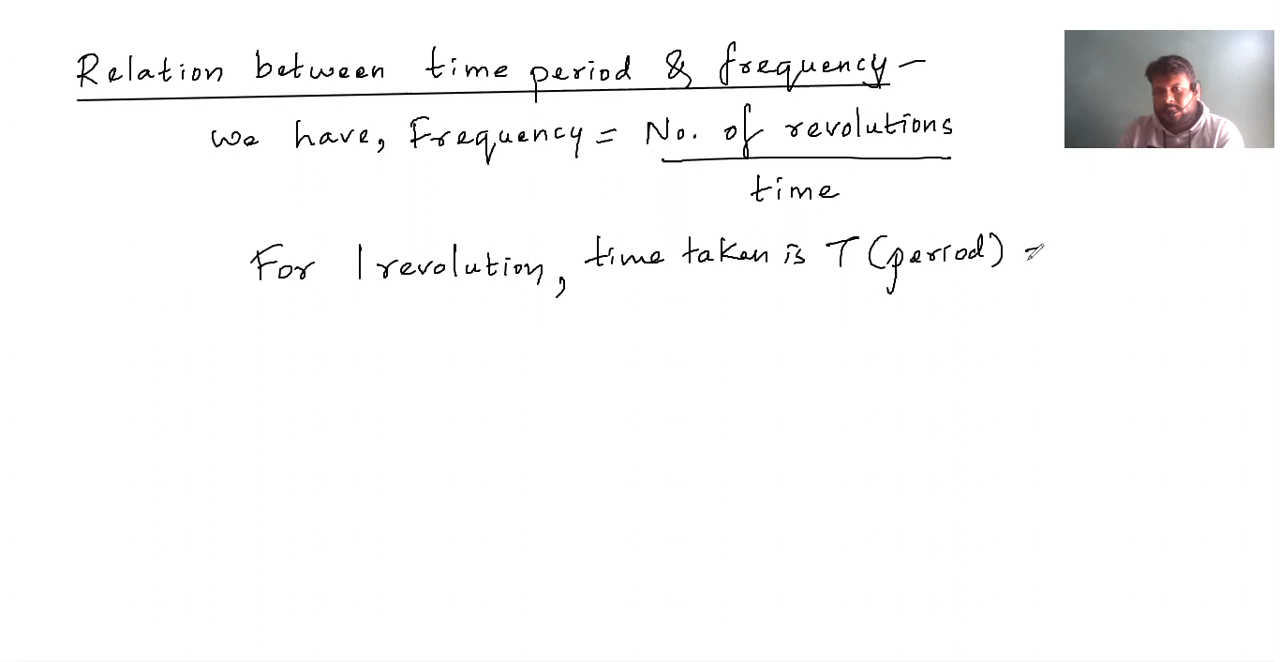 Relation between time period & frequency –
we have, Frequency = No. of revolutions
time
For 1 revolution, time taken is T (period)